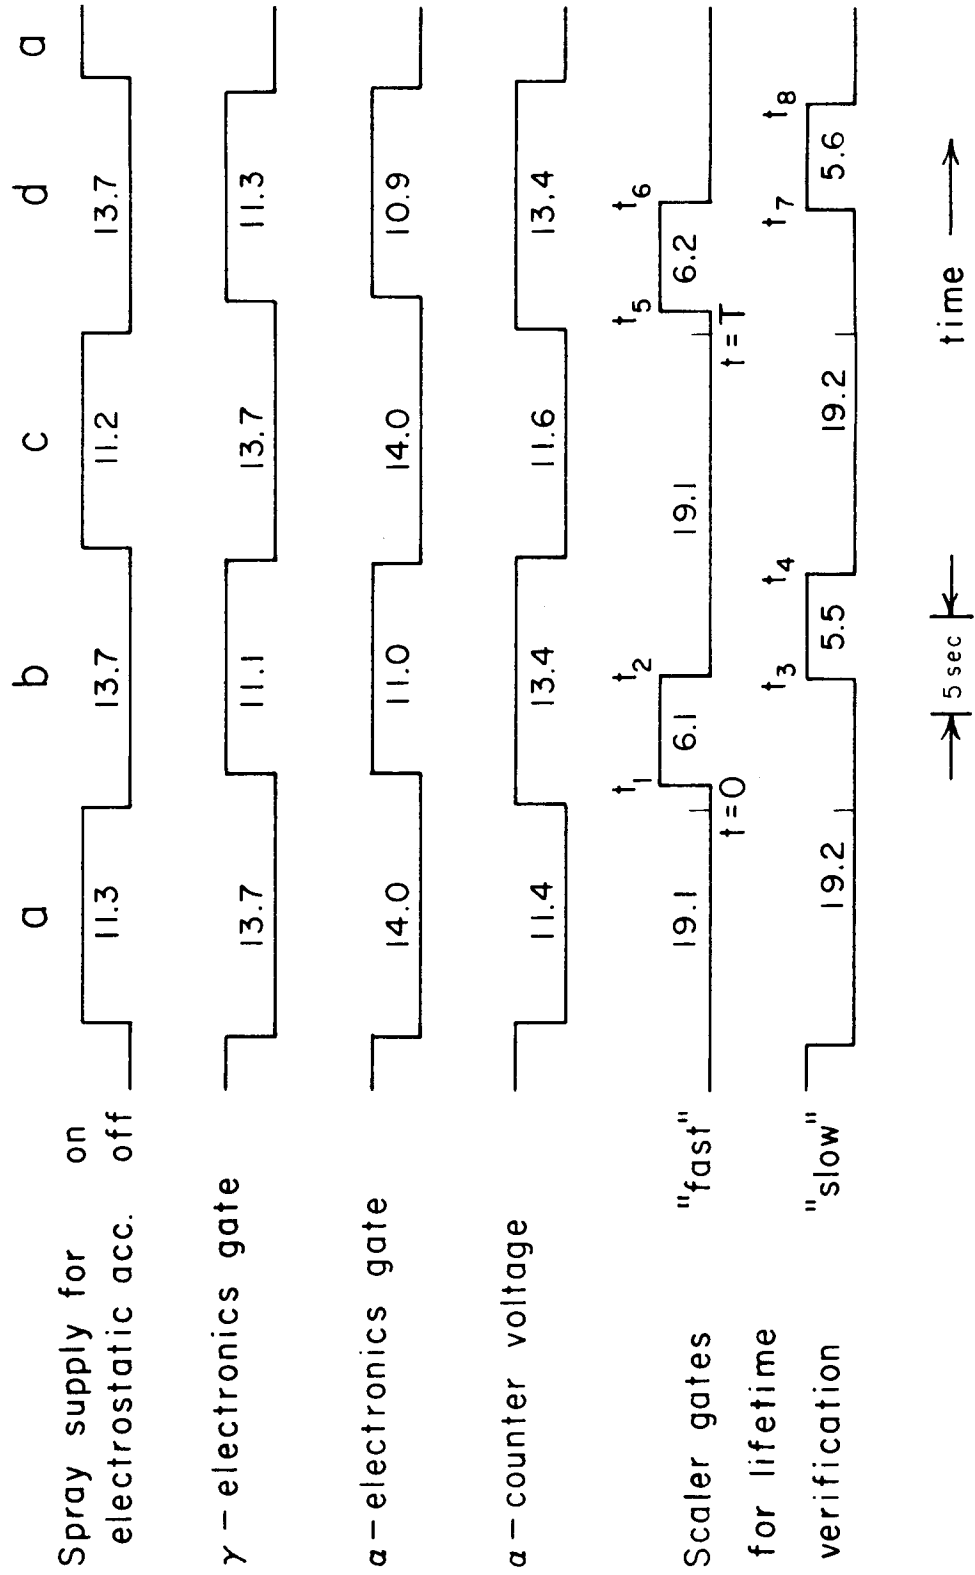 a b c d a
Spray supply for on
electrostatic acc. off
11.3 13.7 11.2 13.7
γ-electronics gate
13.7 11.1 13.7 11.3
α-electronics gate
14.0 11.0 14.0 10.9
α-counter voltage
11.4 13.4 11.6 13.4
Scaler gates "fast"
for lifetime
verification "slow"
t1 t2 t5 t6
19.1 6.1 19.1 6.2
t=0 t=T
t3 t4 t7 t8
19.2 5.5 19.2 5.6
5 sec
time